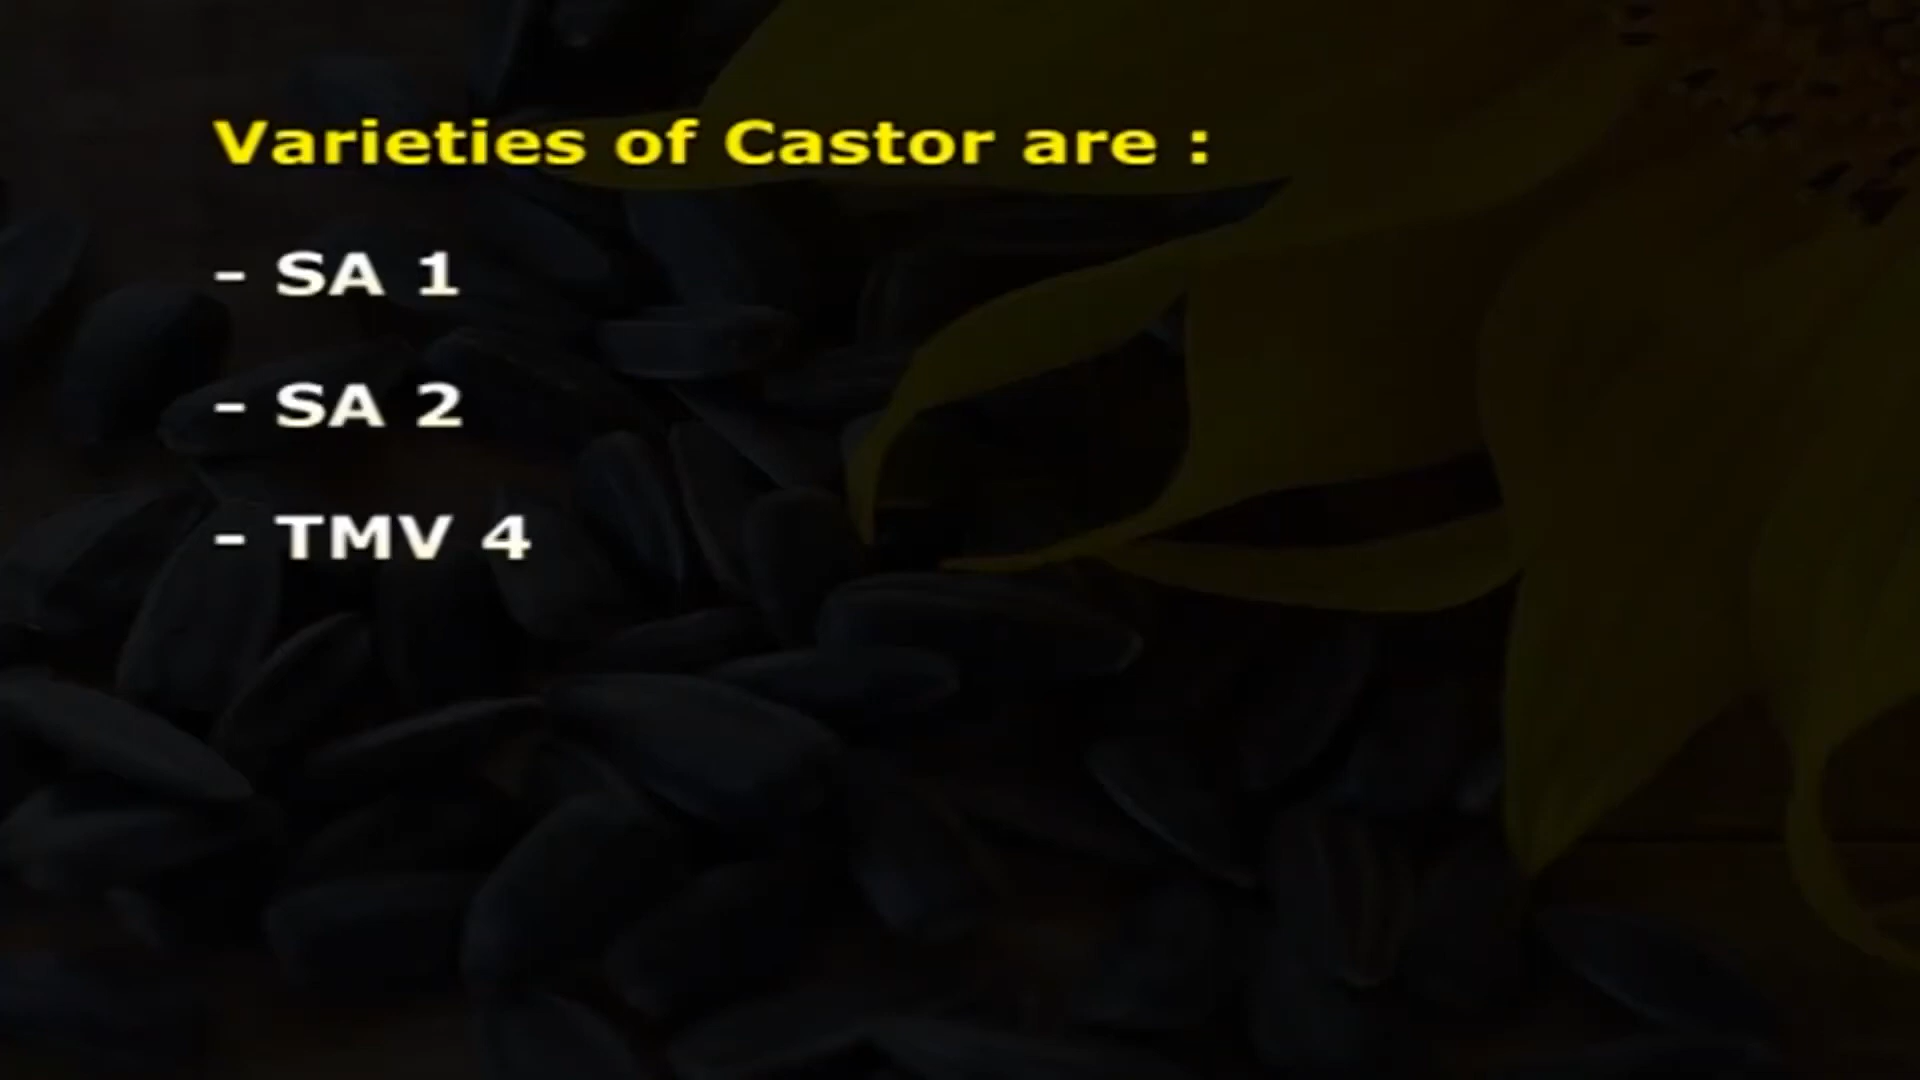 Varieties of Castor are :
- SA 1
- SA 2
- TMV 4